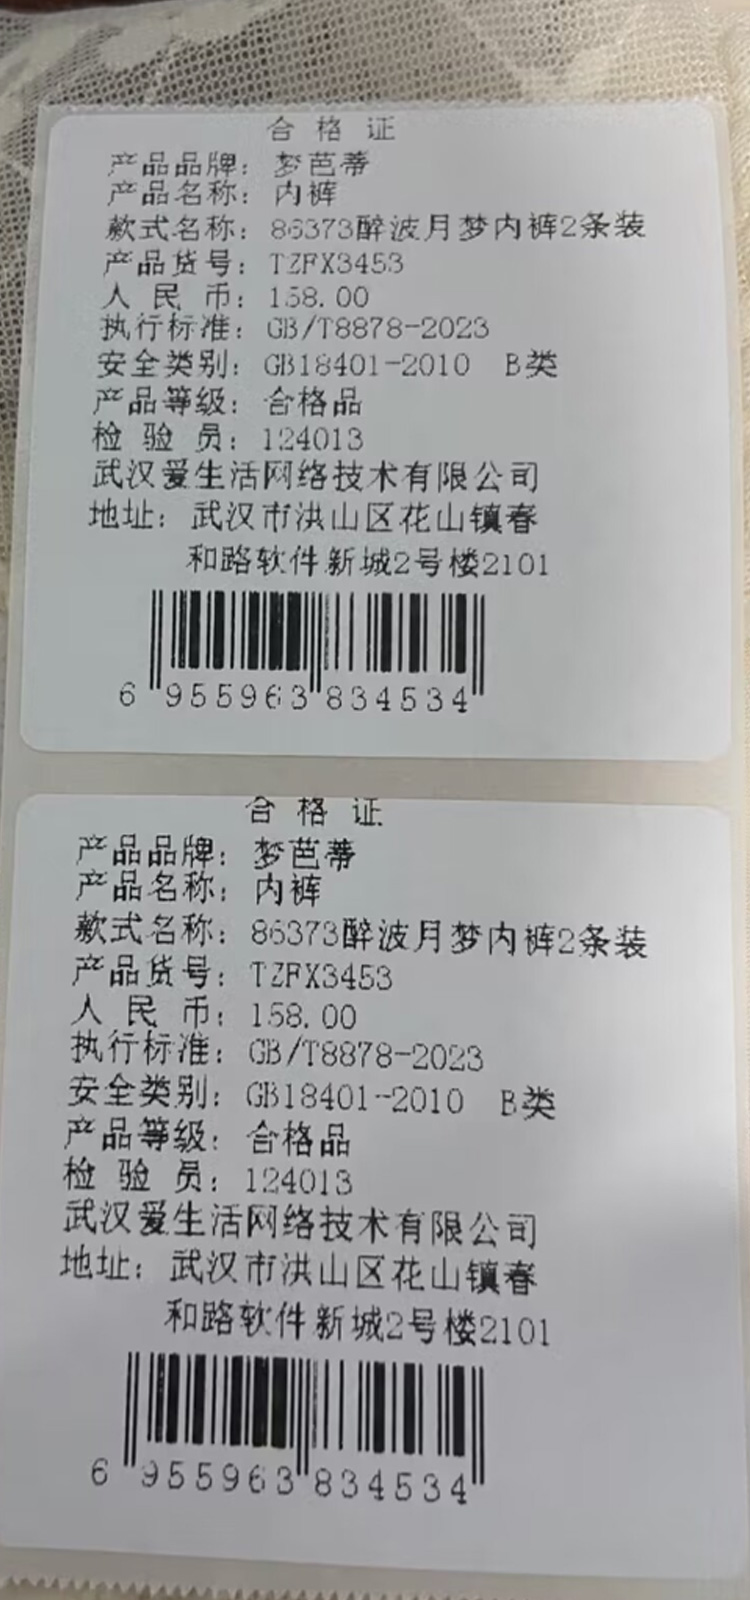 合 格 证
产品品牌：梦芭蒂
产品名称：内裤
款式名称：86373醉波月梦内裤2条装
产品货号：TZFX3453
人 民 币：158.00
执行标准：GB/T8878-2023
安全类别：GB18401-2010 B类
产品等级：合格品
检 验 员：124013
武汉爱生活网络技术有限公司
地址：武汉市洪山区花山镇春
和路软件新城2号楼2101
6 955963 834534
合 格 证
产品品牌：梦芭蒂
产品名称：内裤
款式名称：86373醉波月梦内裤2条装
产品货号：TZFX3453
人 民 币：158.00
执行标准：GB/T8878-2023
安全类别：GB18401-2010 B类
产品等级：合格品
检 验 员：124013
武汉爱生活网络技术有限公司
地址：武汉市洪山区花山镇春
和路软件新城2号楼2101
6 955963 834534